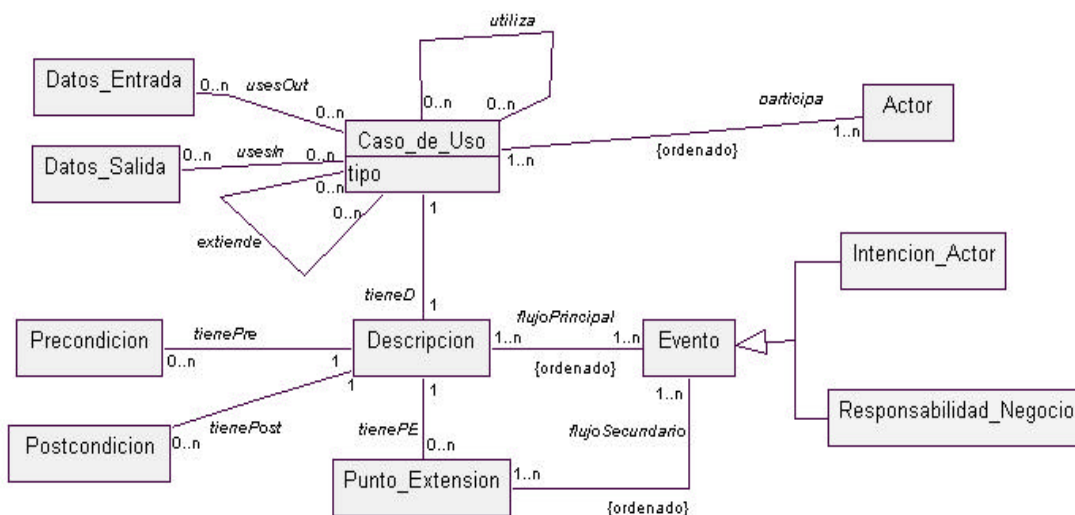 utiliza
Datos_Entrada
0..n
usesOut
0..n
0..n
0..n
participa
Actor
1..n
Caso_de_Uso
1..n
{ordenado}
Datos_Salida
0..n
usesIn
0..n
tipo
0..n
0..n
extiende
1
Intencion_Actor
tieneD
1
flujoPrincipal
Precondicion
tienePre
0..n
1
Descripcion
1..n
1..n
Evento
{ordenado}
1
1
1..n
Responsabilidad_Negocio
Postcondicion
0..n
tienePost
tienePE
0..n
flujoSecundario
Punto_Extension
1..n
{ordenado}